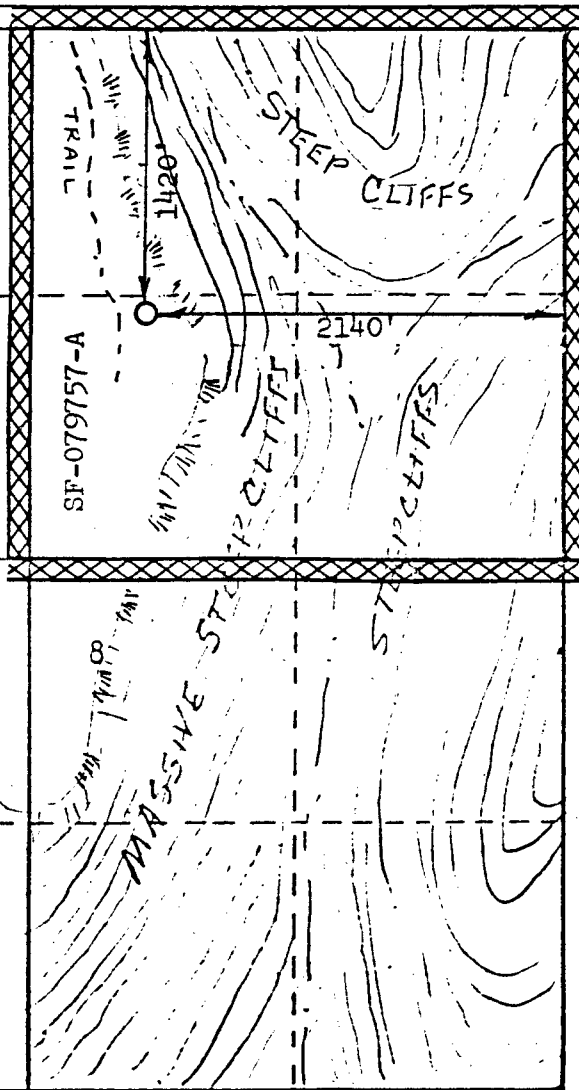 STEEP
CLIFFS
TRAIL
1420'
2140'
SF-079757-A
STEEP CLIFFS
8
MASSIVE STEEP CLIFFS